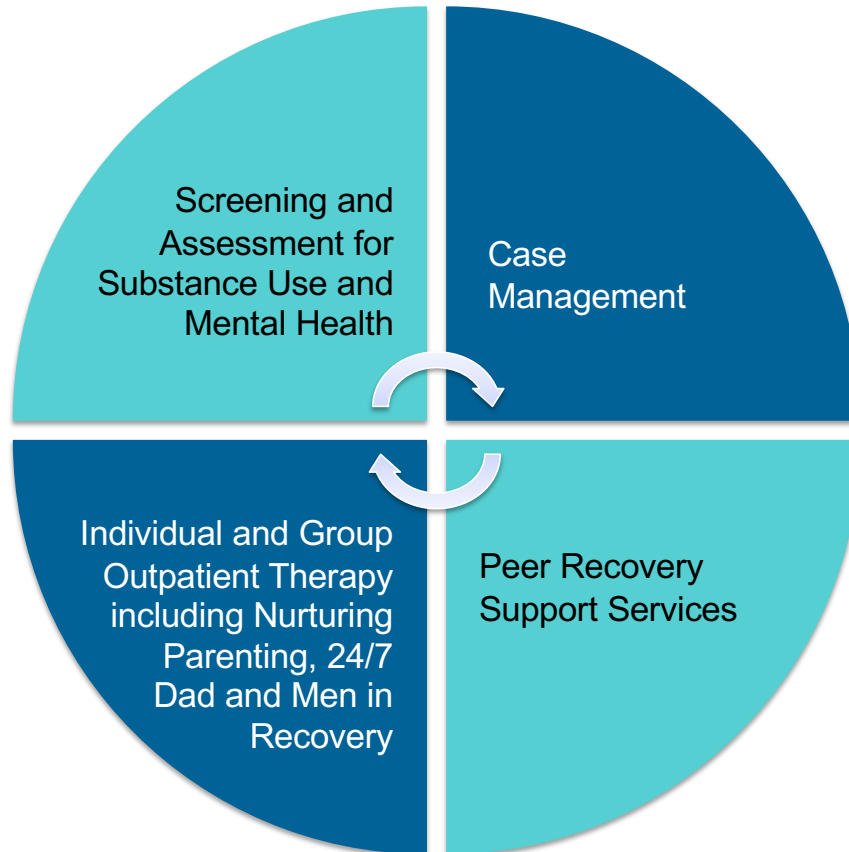 Screening and
Assessment for
Substance Use and
Mental Health
Case
Management
Individual and Group
Outpatient Therapy
including Nurturing
Parenting, 24/7
Dad and Men in
Recovery
Peer Recovery
Support Services